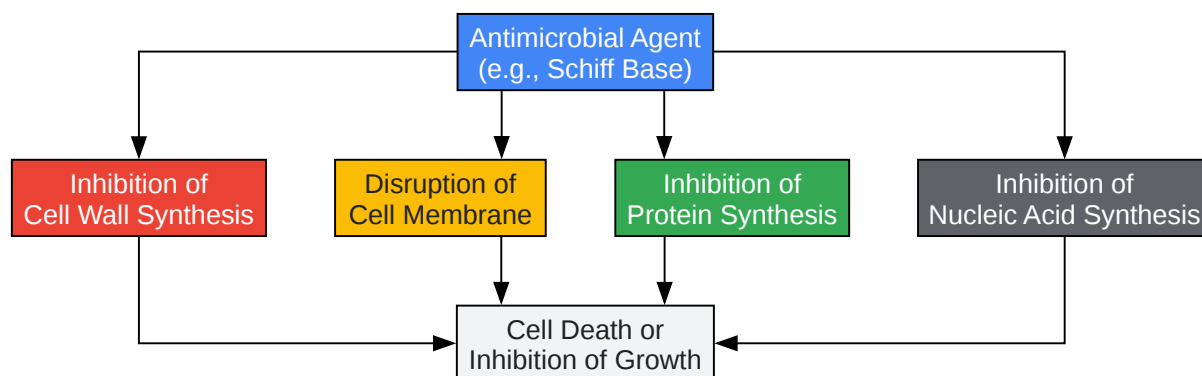 Antimicrobial Agent
(e.g., Schiff Base)
Inhibition of
Cell Wall Synthesis
Disruption of
Cell Membrane
Inhibition of
Protein Synthesis
Inhibition of
Nucleic Acid Synthesis
Cell Death or
Inhibition of Growth